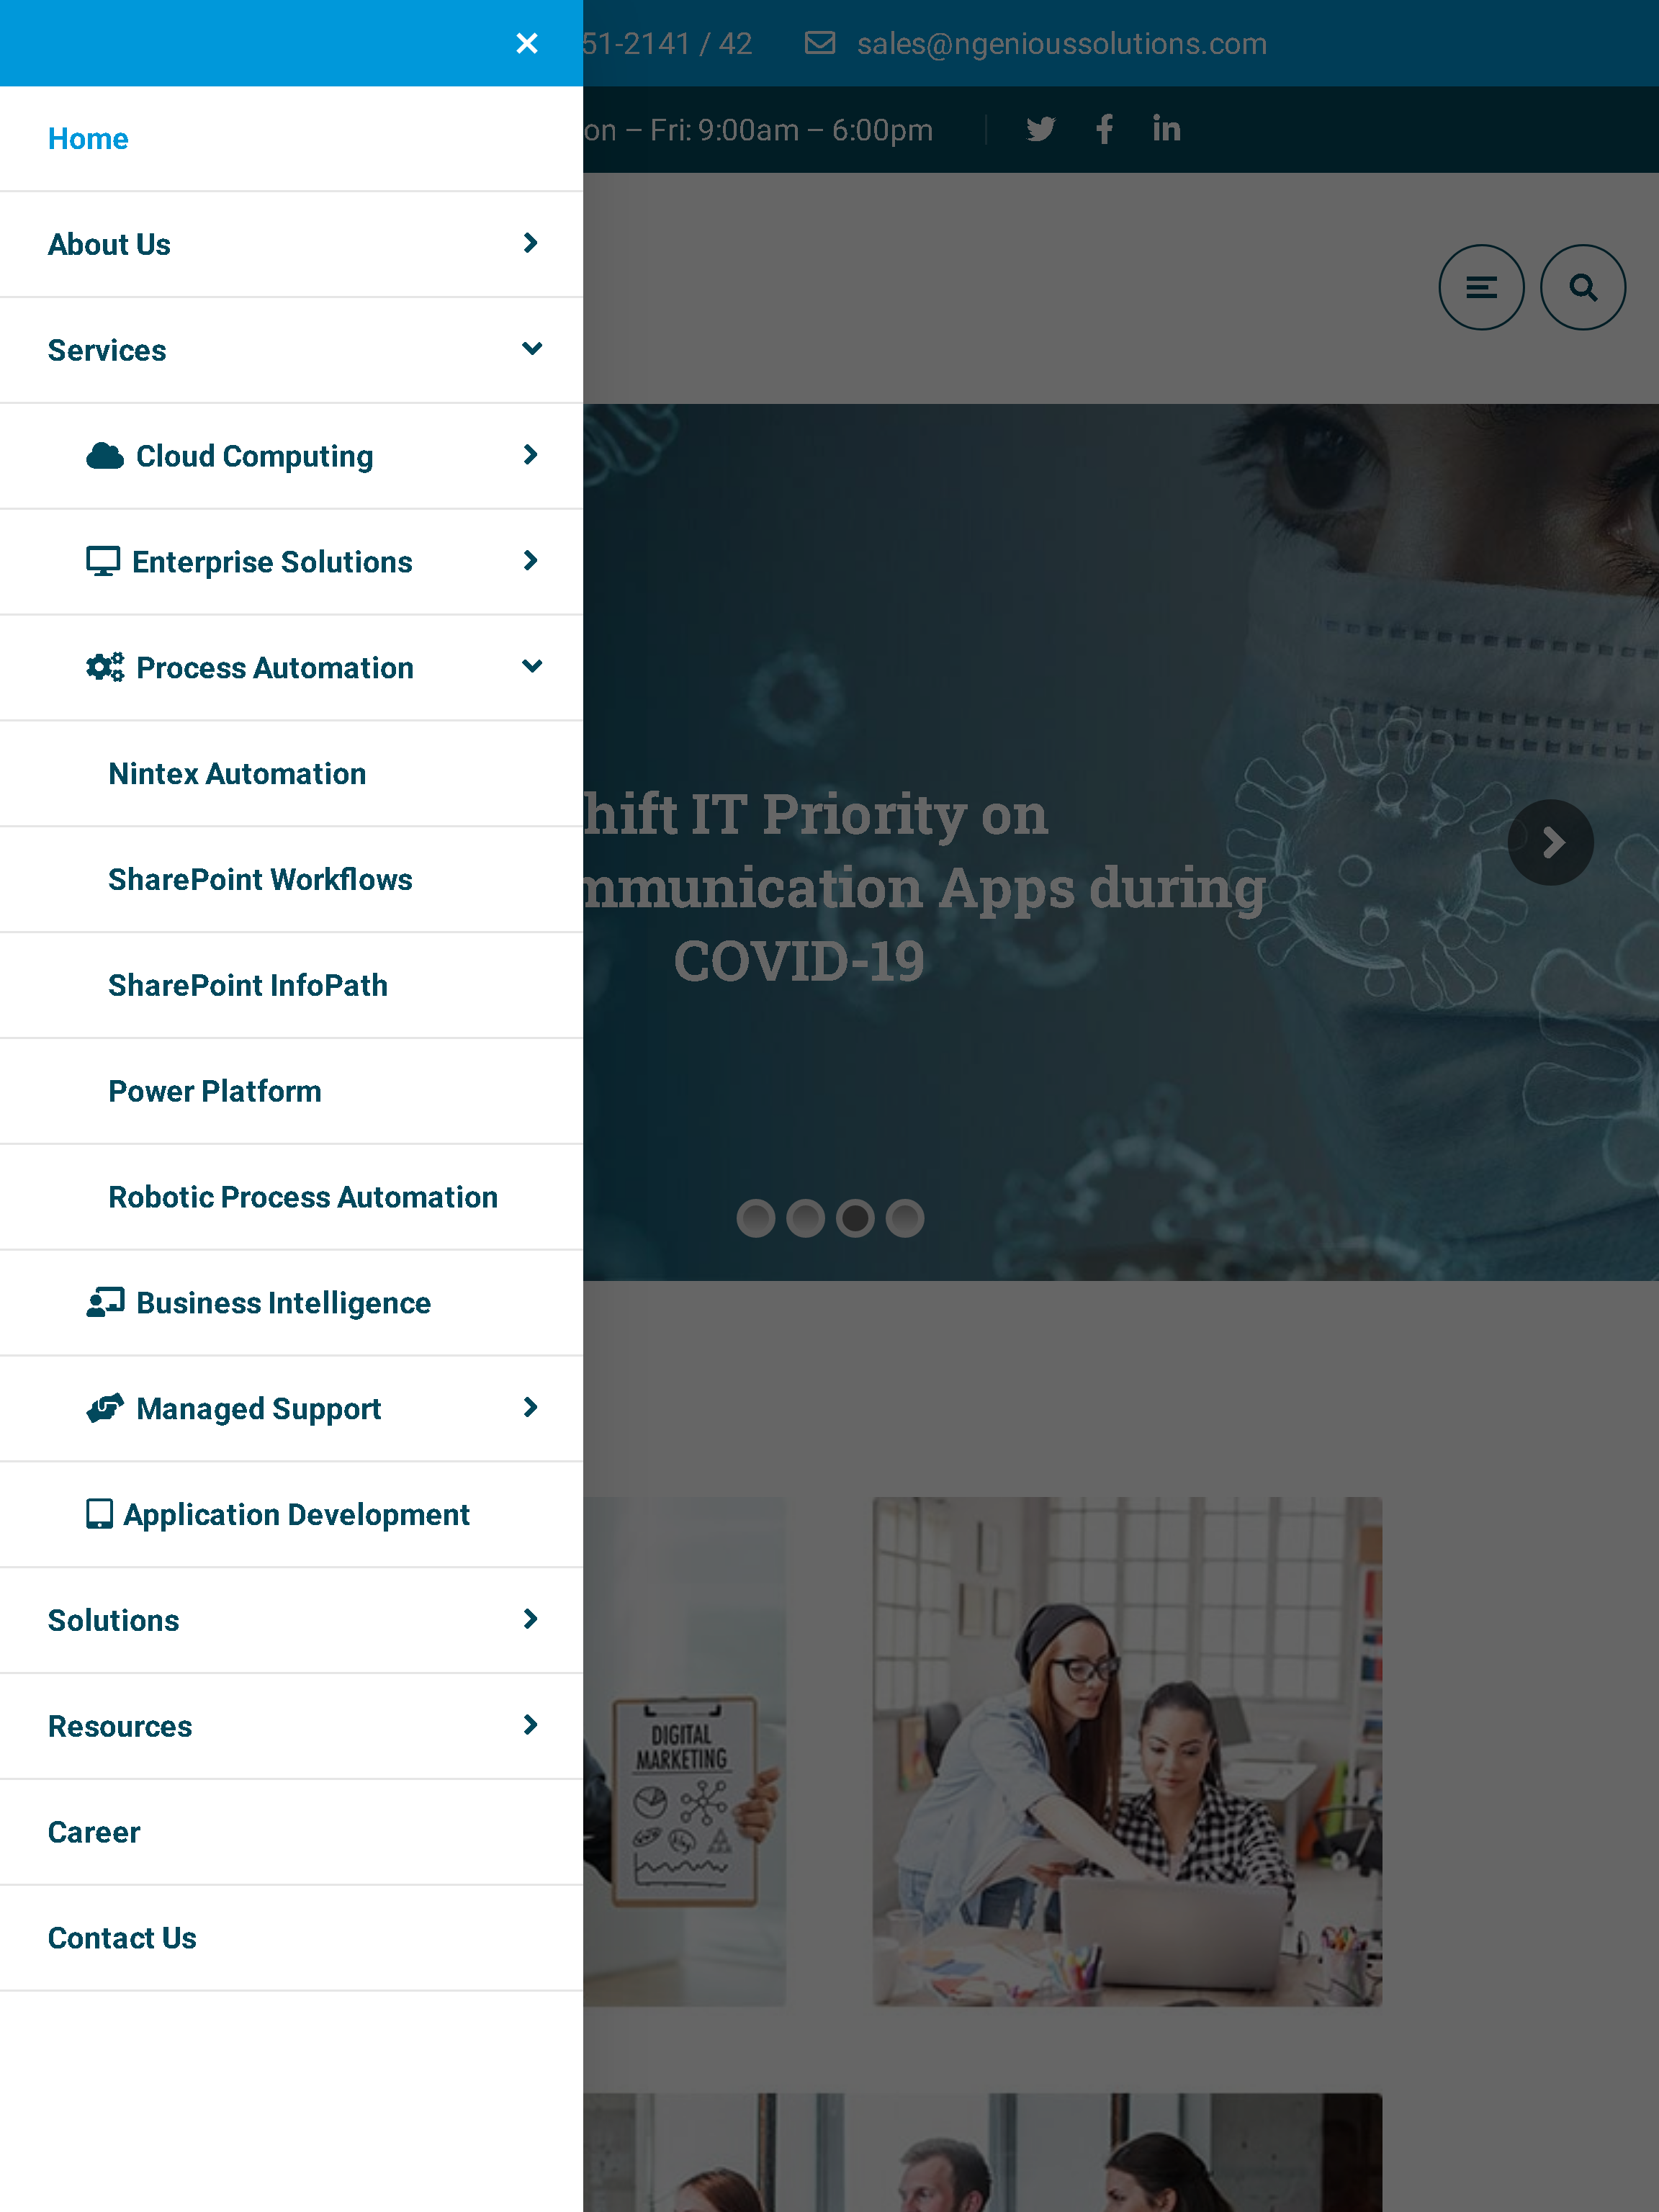 51-2141 / 42
sales@ngenioussolutions.com
on – Fri: 9:00am – 6:00pm
Home
About Us
Services
Cloud Computing
Enterprise Solutions
Process Automation
Nintex Automation
SharePoint Workflows
SharePoint InfoPath
Power Platform
Robotic Process Automation
Business Intelligence
Managed Support
Application Development
Solutions
Resources
Career
Contact Us
hift IT Priority on
mmunication Apps during
COVID-19
DIGITAL
MARKETING